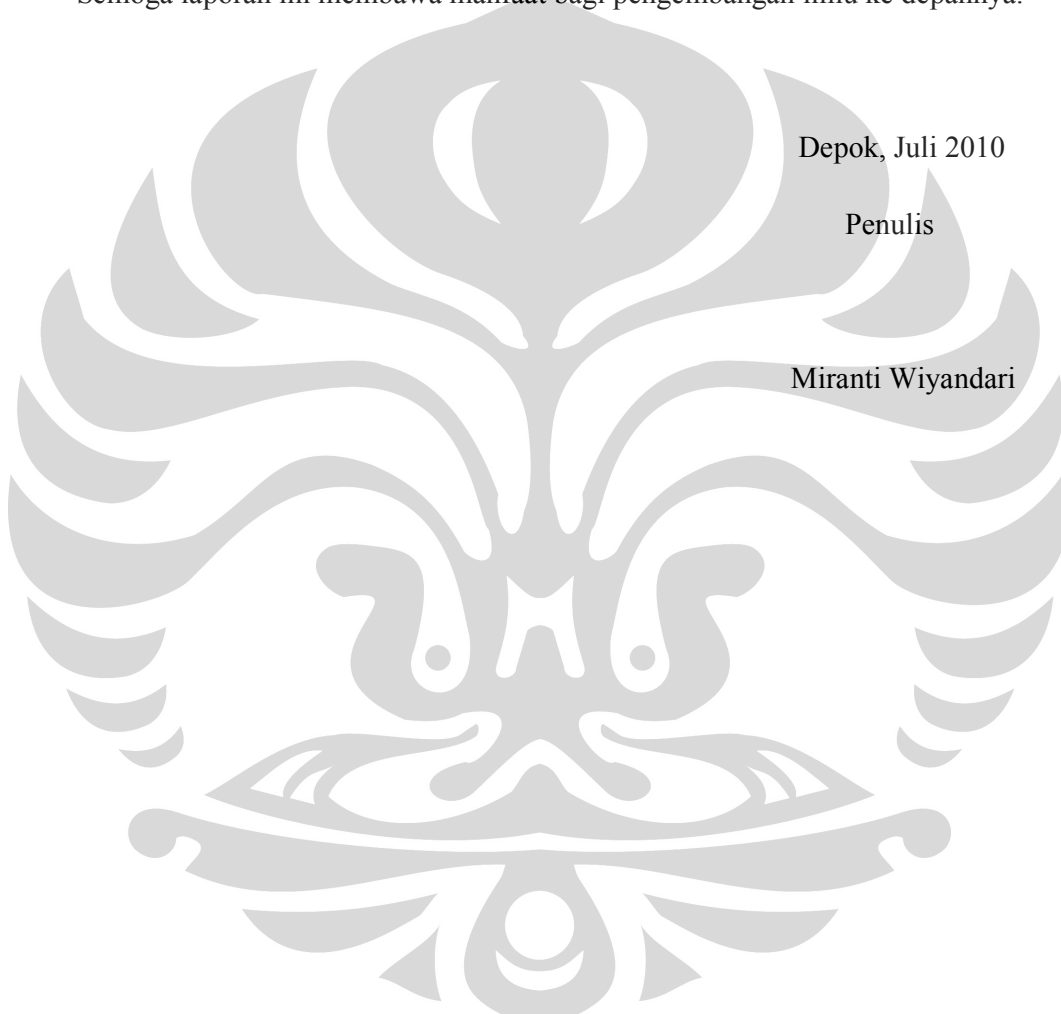 Semoga laporan ini membawa manfaat bagi pengembangan ilmu ke depannya.
Depok, Juli 2010
Penulis
Miranti Wiyandari